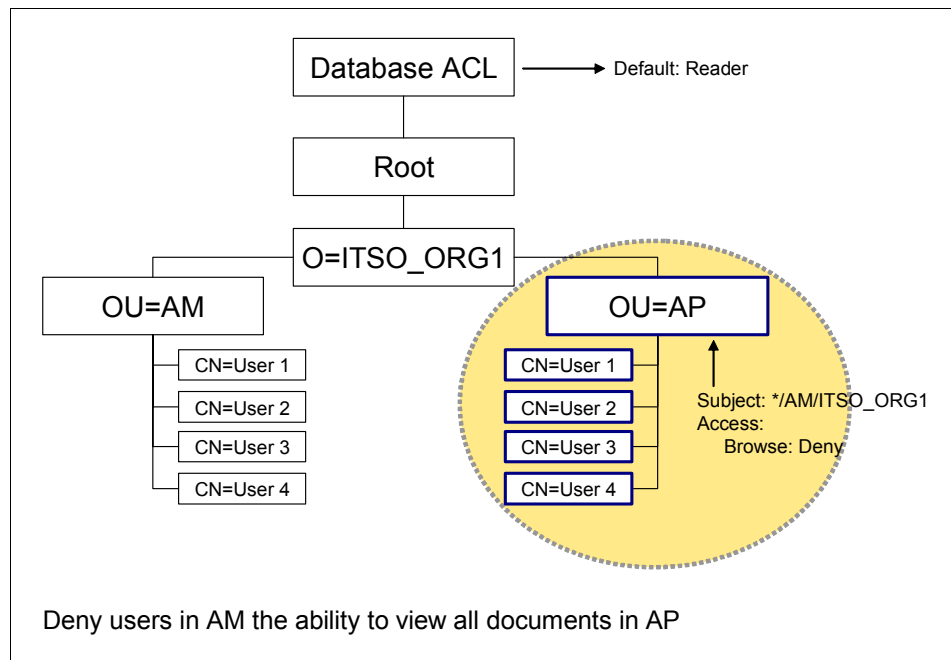 Database ACL
Default: Reader
Root
O=ITSO_ORG1
OU=AM
OU=AP
CN=User 1
CN=User 2
CN=User 3
CN=User 4
CN=User 1
CN=User 2
CN=User 3
CN=User 4
Subject: */AM/ITSO_ORG1
Access:
Browse: Deny
Deny users in AM the ability to view all documents in AP